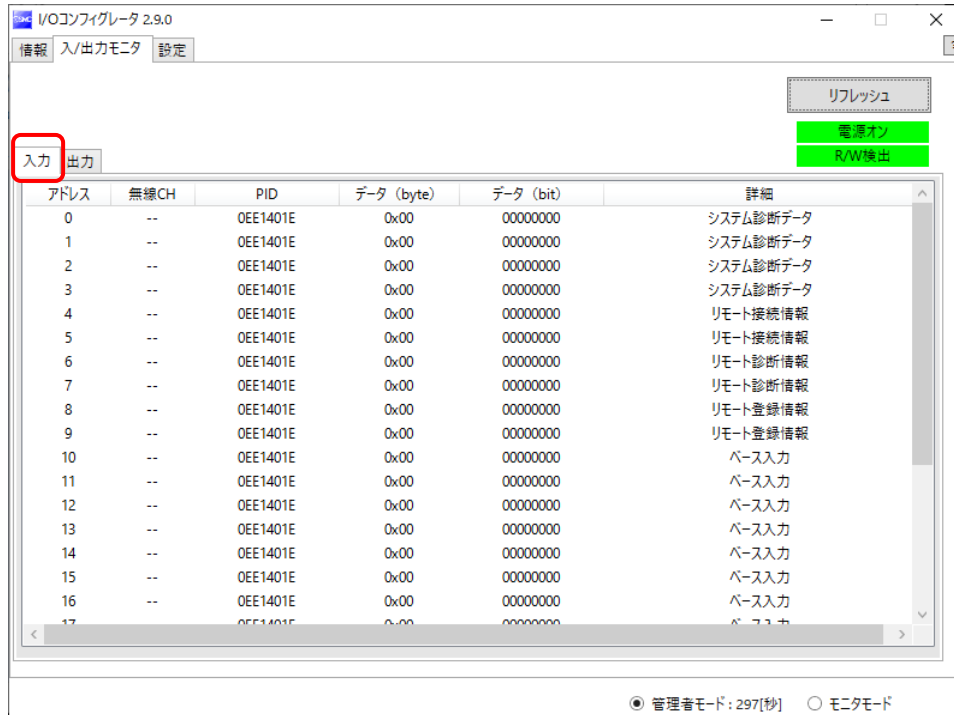 I/Oコンフィグレータ 2.9.0
情報 入/出力モニタ 設定
リフレッシュ
電源オン
R/W検出
入力 出力
アドレス 無線CH PID データ (byte) データ (bit) 詳細
0 -- 0EE1401E 0x00 00000000 システム診断データ
1 -- 0EE1401E 0x00 00000000 システム診断データ
2 -- 0EE1401E 0x00 00000000 システム診断データ
3 -- 0EE1401E 0x00 00000000 システム診断データ
4 -- 0EE1401E 0x00 00000000 リモート接続情報
5 -- 0EE1401E 0x00 00000000 リモート接続情報
6 -- 0EE1401E 0x00 00000000 リモート診断情報
7 -- 0EE1401E 0x00 00000000 リモート診断情報
8 -- 0EE1401E 0x00 00000000 リモート登録情報
9 -- 0EE1401E 0x00 00000000 リモート登録情報
10 -- 0EE1401E 0x00 00000000 ベース入力
11 -- 0EE1401E 0x00 00000000 ベース入力
12 -- 0EE1401E 0x00 00000000 ベース入力
13 -- 0EE1401E 0x00 00000000 ベース入力
14 -- 0EE1401E 0x00 00000000 ベース入力
15 -- 0EE1401E 0x00 00000000 ベース入力
16 -- 0EE1401E 0x00 00000000 ベース入力
管理者モード : 297[秒] モニタモード